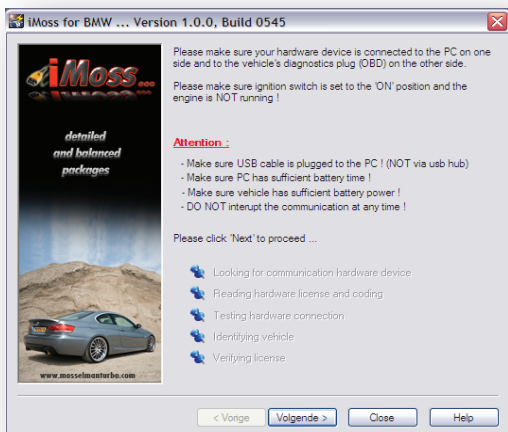 iMoss for BMW ... Version 1.0.0, Build 0545
iMoss...
detailed
and balanced
packages
www.mosselmanturbo.com
Please make sure your hardware device is connected to the PC on one
side and to the vehicle's diagnostics plug (OBD) on the other side.
Please make sure ignition switch is set to the 'ON' position and the
engine is NOT running !
Attention :
- Make sure USB cable is plugged to the PC ! (NOT via usb hub)
- Make sure PC has sufficient battery time !
- Make sure vehicle has sufficient battery power !
- DO NOT interupt the communication at any time !
Please click 'Next' to proceed ...
Looking for communication hardware device
Reading hardware license and coding
Testing hardware connection
Identifying vehicle
Verifying license
< Vorige
Volgende >
Close
Help